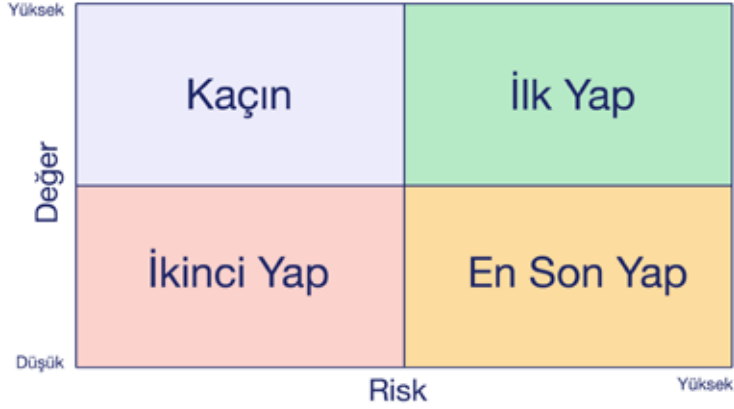 Yüksek
Kaçın
İlk Yap
Değer
İkinci Yap
En Son Yap
Düşük
Risk
Yüksek